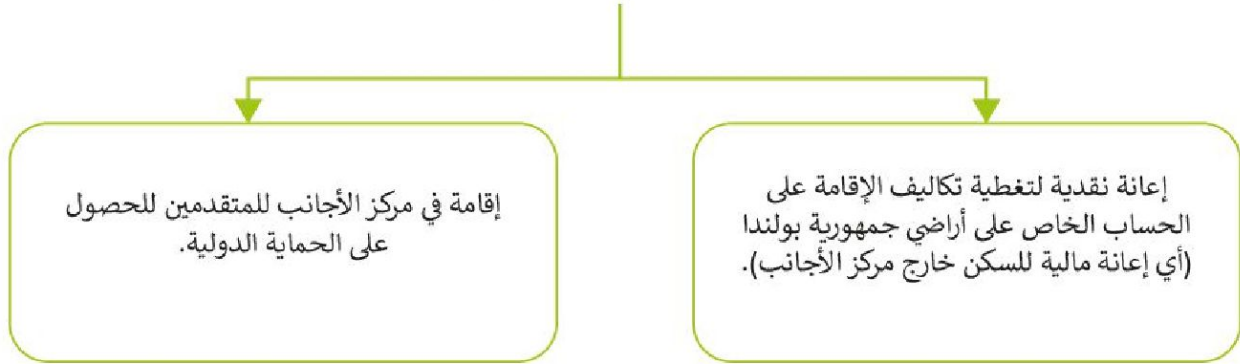 إعانة نقدية لتغطية تكاليف الإقامة على
الحساب الخاص على أراضي جمهورية بولندا
(أي إعانة مالية للسكن خارج مركز الأجانب).
إقامة في مركز الأجانب للمتقدمين للحصول
على الحماية الدولية.